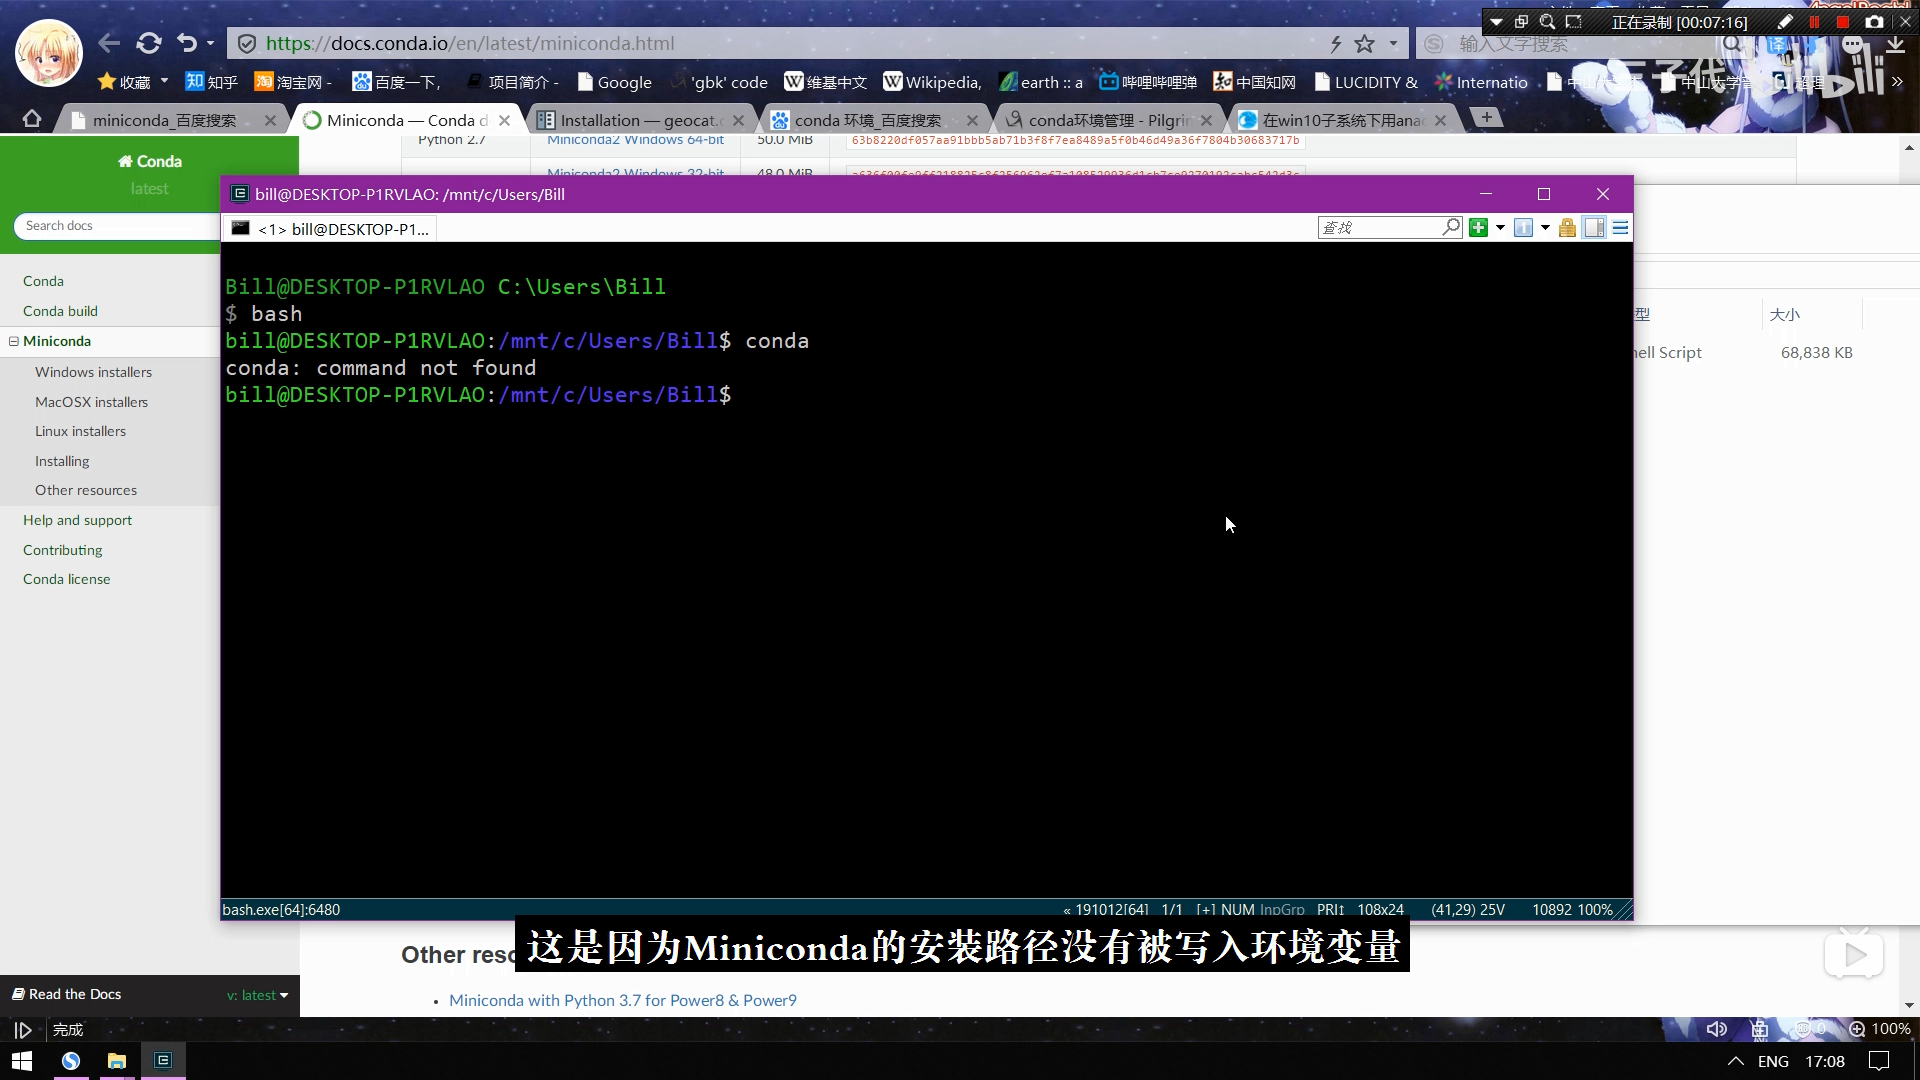 正在录制 [00:07:16]
https://docs.conda.io/en/latest/miniconda.html
输入文字搜索
收藏
知乎
淘宝网 -
百度一下,
项目简介 -
Google
'gbk' code
维基中文
Wikipedia,
earth :: a
哔哩哔哩弹
中国知网
LUCIDITY &
Internatio
miniconda_百度搜索
Miniconda — Conda d
Installation — geocat.
conda 环境_百度搜索
conda环境管理 - Pilgrim
在win10子系统下用anac
Conda
latest
Search docs
Conda
Conda build
Miniconda
Windows installers
MacOSX installers
Linux installers
Installing
Other resources
Help and support
Contributing
Conda license
Read the Docs
v: latest
Python 2.7
Miniconda2 Windows 64-bit
50.0 MiB
63b8220df057aa91bbb5ab71b3f8f7ea8489a5f0b46d49a36f7804b30683717b
Miniconda2 Windows 32-bit
48.0 MiB
bill@DESKTOP-P1RVLAO: /mnt/c/Users/Bill
<1> bill@DESKTOP-P1...
查找
Bill@DESKTOP-P1RVLAO C:\Users\Bill
$ bash
bill@DESKTOP-P1RVLAO:/mnt/c/Users/Bill$ conda
conda: command not found
bill@DESKTOP-P1RVLAO:/mnt/c/Users/Bill$
型
大小
hell Script
68,838 KB
bash.exe[64]:6480
« 191012[64] 1/1 [+] NUM InpGrp PRI↕ 108x24 (41,29) 25V 10892 100%
Other reso
这是因为Miniconda的安装路径没有被写入环境变量
Miniconda with Python 3.7 for Power8 & Power9
完成
0
100%
ENG
17:08